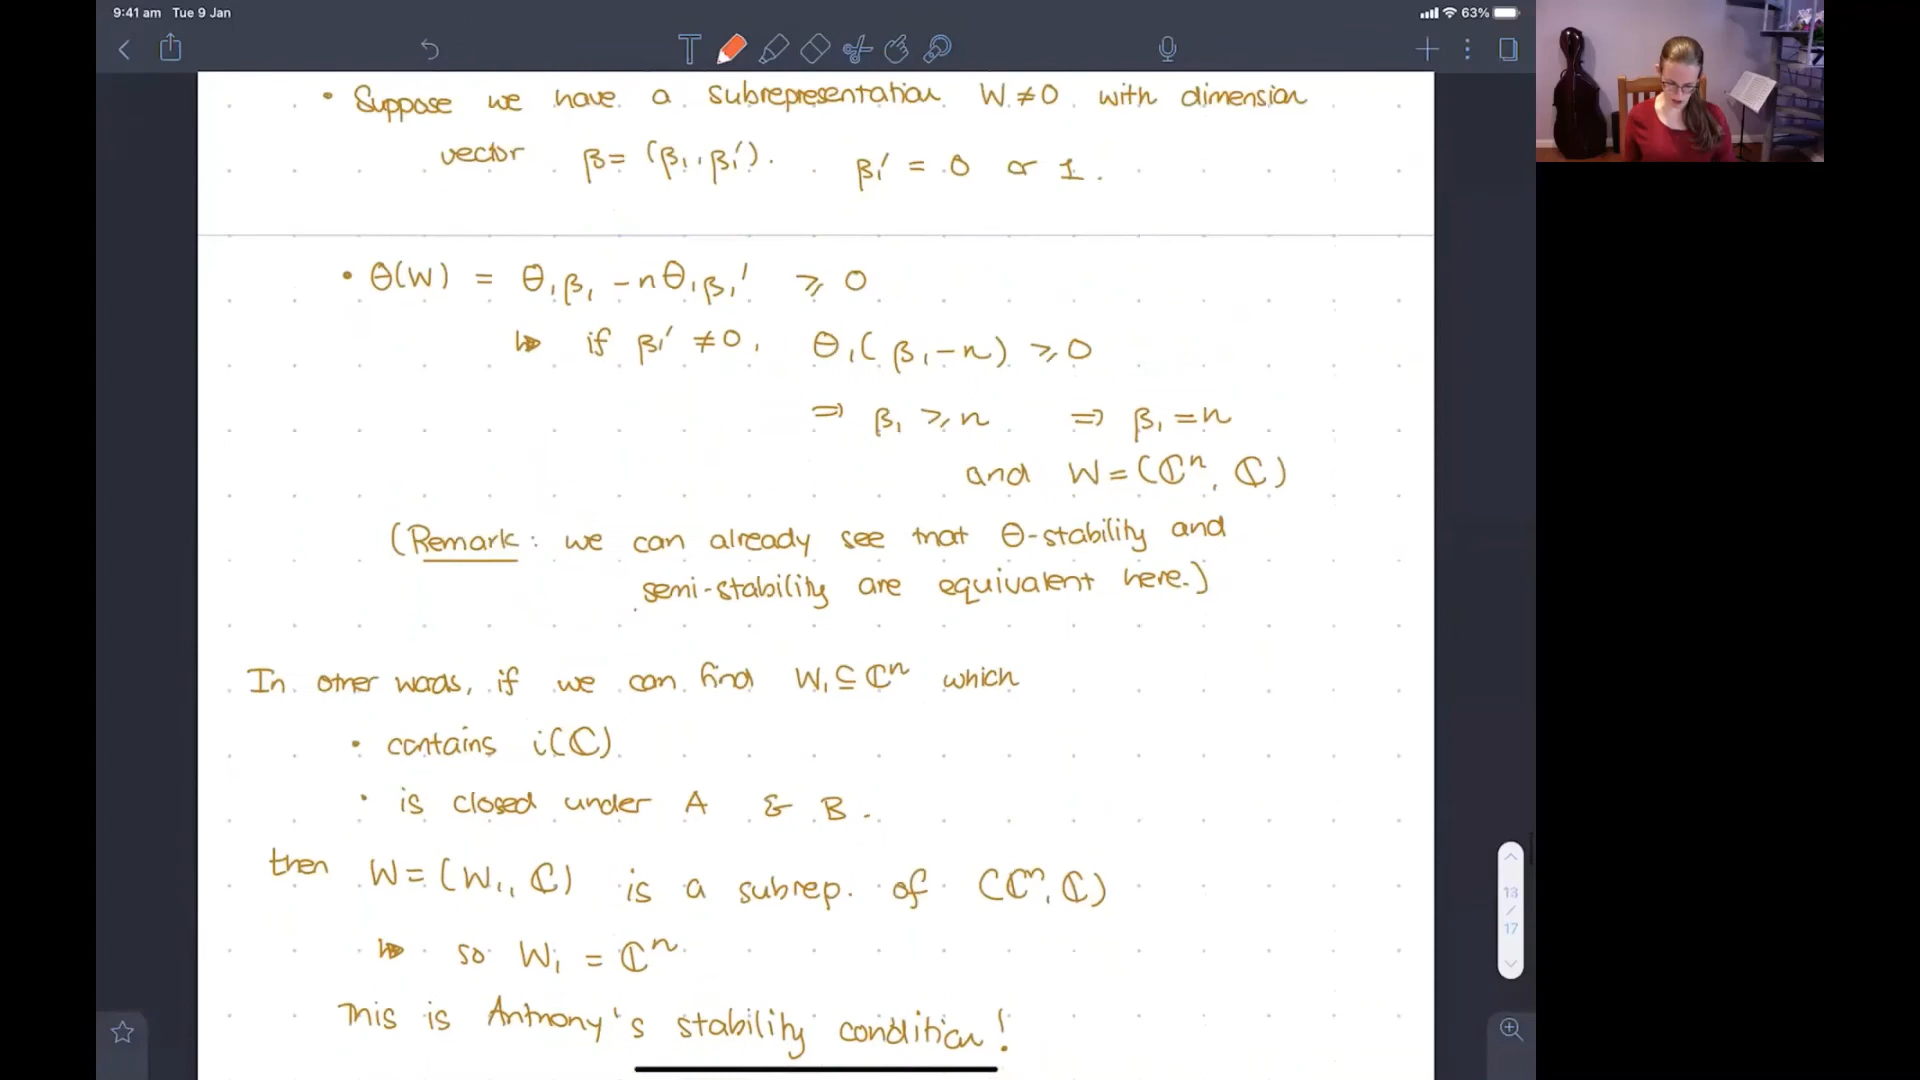 9:41 am Tue 9 Jan
63%
• Suppose we have a subrepresentation W ≠ 0 with dimension
vector β = (β₁, β₁'). β₁' = 0 or 1.
• θ(W) = θ₁β₁ - nθ₁β₁' ⩾ 0
↳ if β₁' ≠ 0, θ₁(β₁ - n) ⩾ 0
⇒ β₁ ⩾ n ⇒ β₁ = n
and W = (ℂⁿ, ℂ)
(Remark: we can already see that θ-stability and
semi-stability are equivalent here.)
In other words, if we can find W₁ ⊆ ℂⁿ which
• contains i(ℂ)
• is closed under A & B.
then W = (W₁, ℂ) is a subrep. of (ℂⁿ, ℂ)
↳ so W₁ = ℂⁿ
This is Anthony's stability condition!
13
/
17